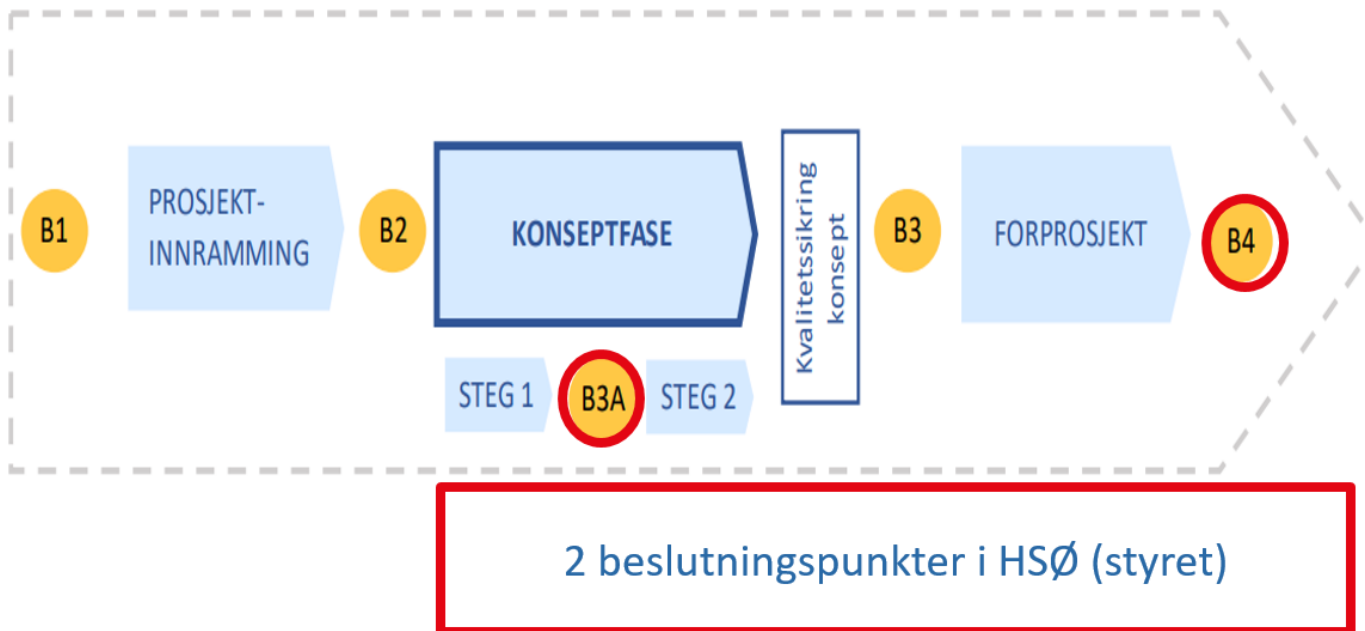 B1
PROSJEKT-
INNRAMMING
B2
KONSEPTFASE
STEG 1
B3A
STEG 2
Kvalitetssikring
konsept
B3
FORPROSJEKT
B4
2 beslutningspunkter i HSØ (styret)